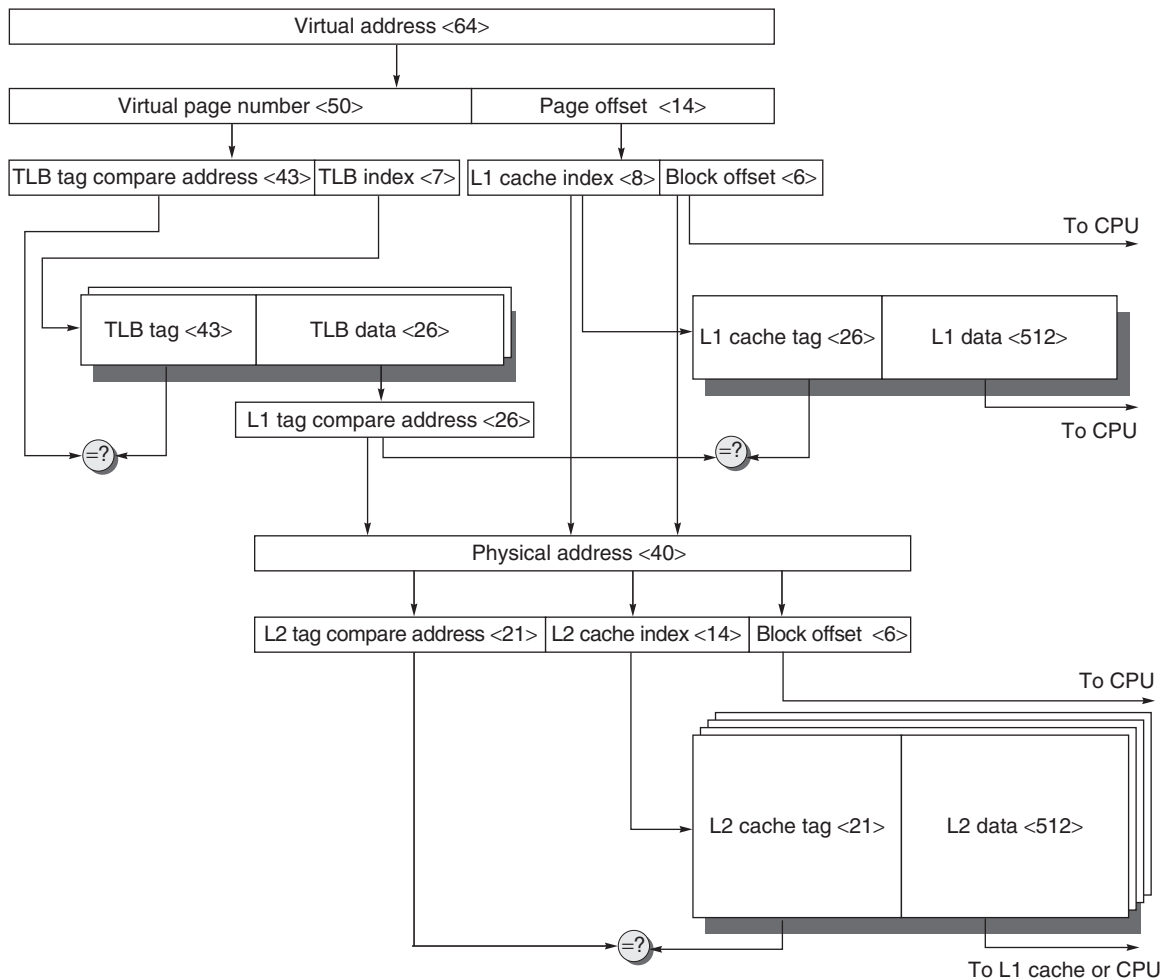 Virtual address <64>
Virtual page number <50>
Page offset <14>
TLB tag compare address <43>
TLB index <7>
L1 cache index <8>
Block offset <6>
To CPU
TLB tag <43>
TLB data <26>
L1 cache tag <26>
L1 data <512>
To CPU
L1 tag compare address <26>
=?
=?
Physical address <40>
L2 tag compare address <21>
L2 cache index <14>
Block offset <6>
To CPU
L2 cache tag <21>
L2 data <512>
=?
To L1 cache or CPU